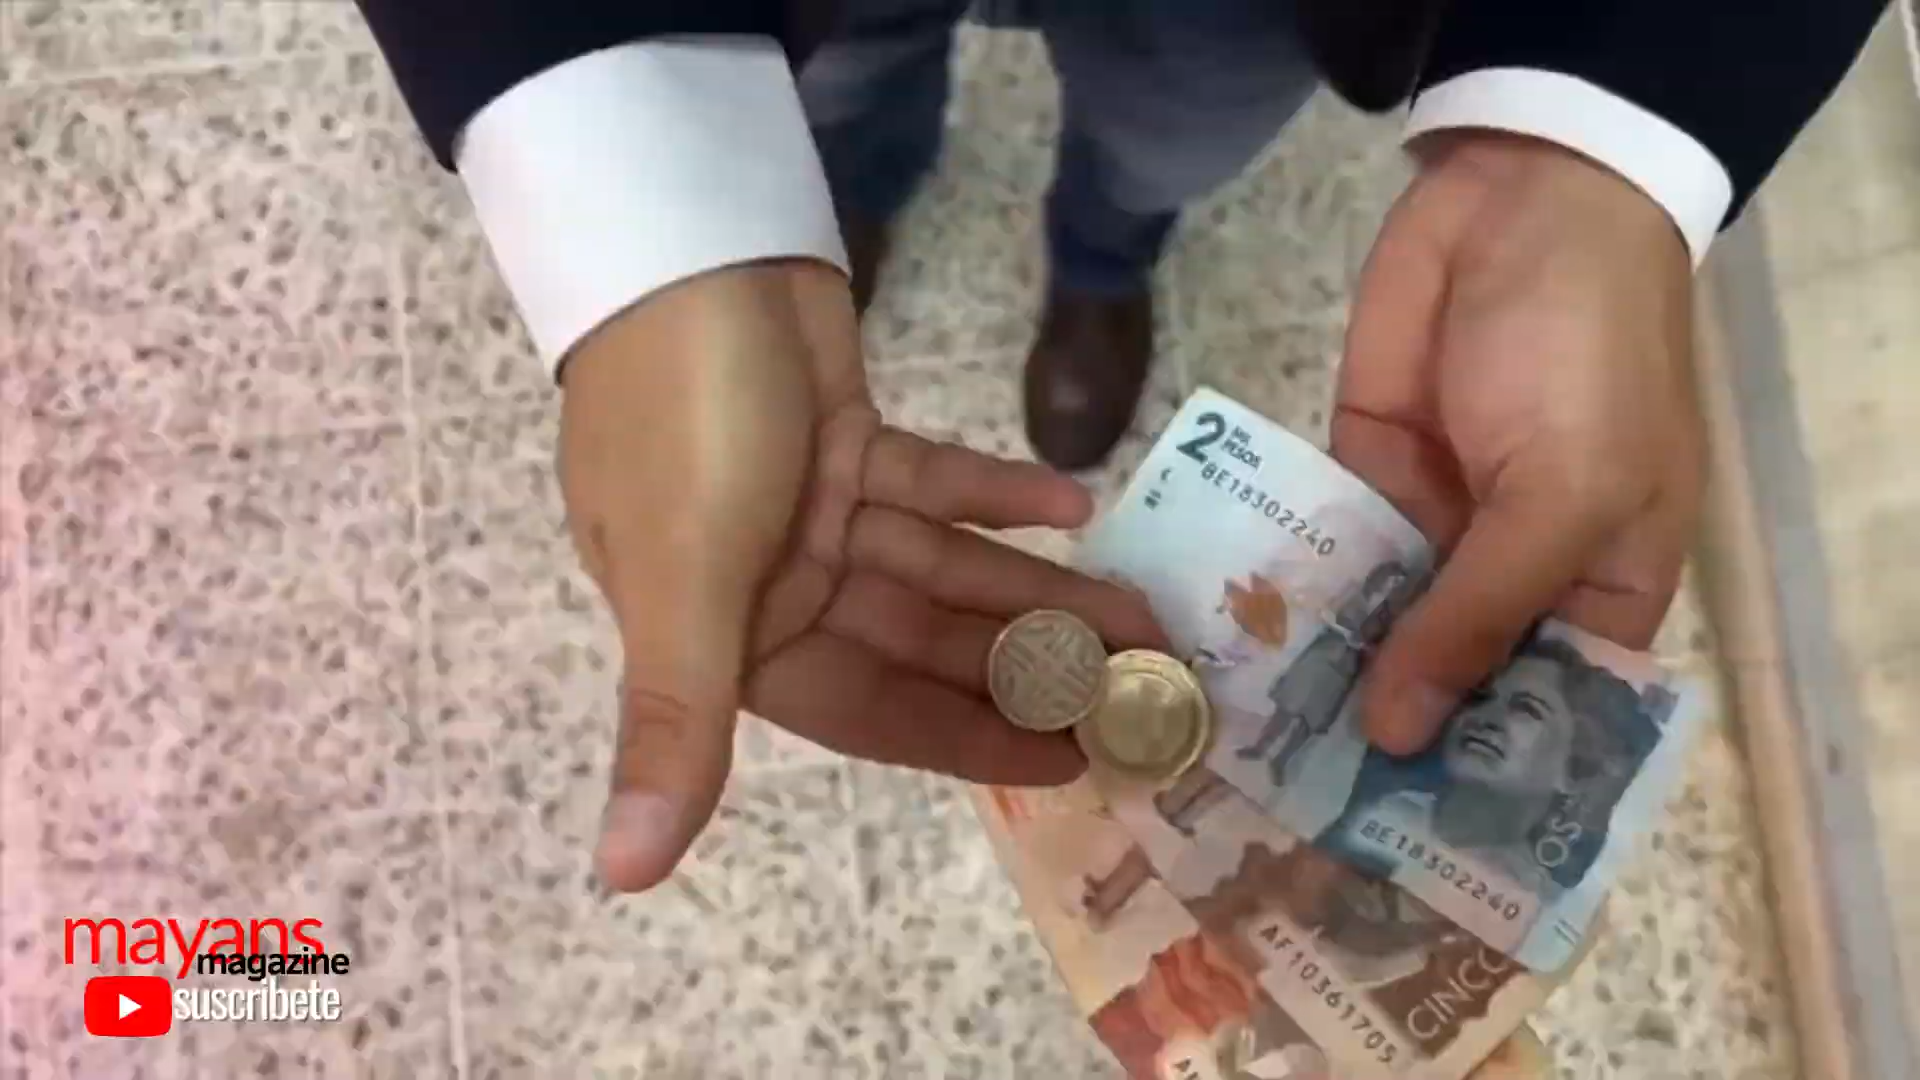 2 MIL
PESOS
BE18302240
BE18302240
AF10361705
CINCO
mayans
magazine
suscribete